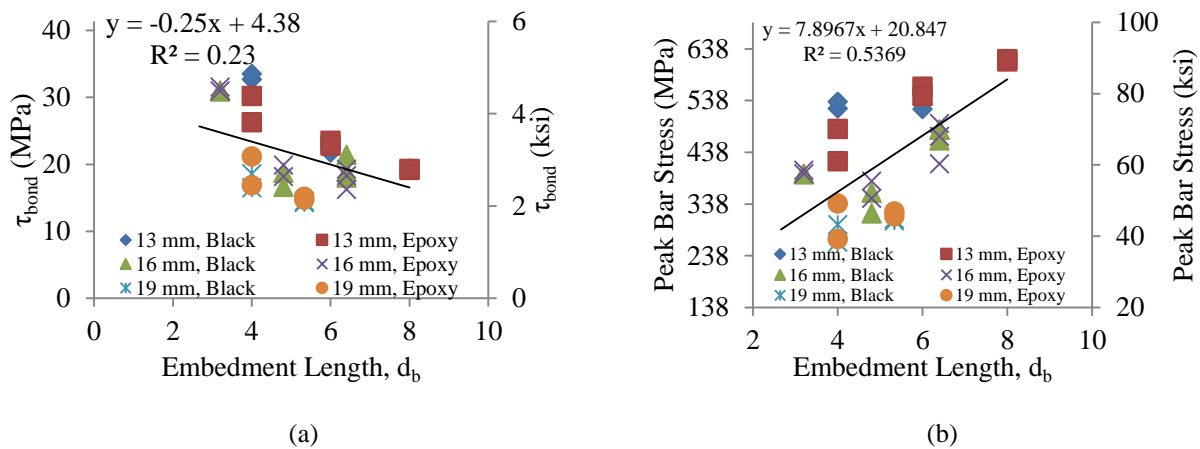 y = -0.25x + 4.38
R² = 0.23
τbond (MPa)
40
30
20
10
0
6
4
2
0
τbond (ksi)
13 mm, Black
13 mm, Epoxy
16 mm, Black
16 mm, Epoxy
19 mm, Black
19 mm, Epoxy
0 2 4 6 8 10
Embedment Length, db
(a)
y = 7.8967x + 20.847
R² = 0.5369
Peak Bar Stress (MPa)
638
538
438
338
238
138
100
80
60
40
20
Peak Bar Stress (ksi)
13 mm, Black
13 mm, Epoxy
16 mm, Black
16 mm, Epoxy
19 mm, Black
19 mm, Epoxy
2 4 6 8 10
Embedment Length, db
(b)